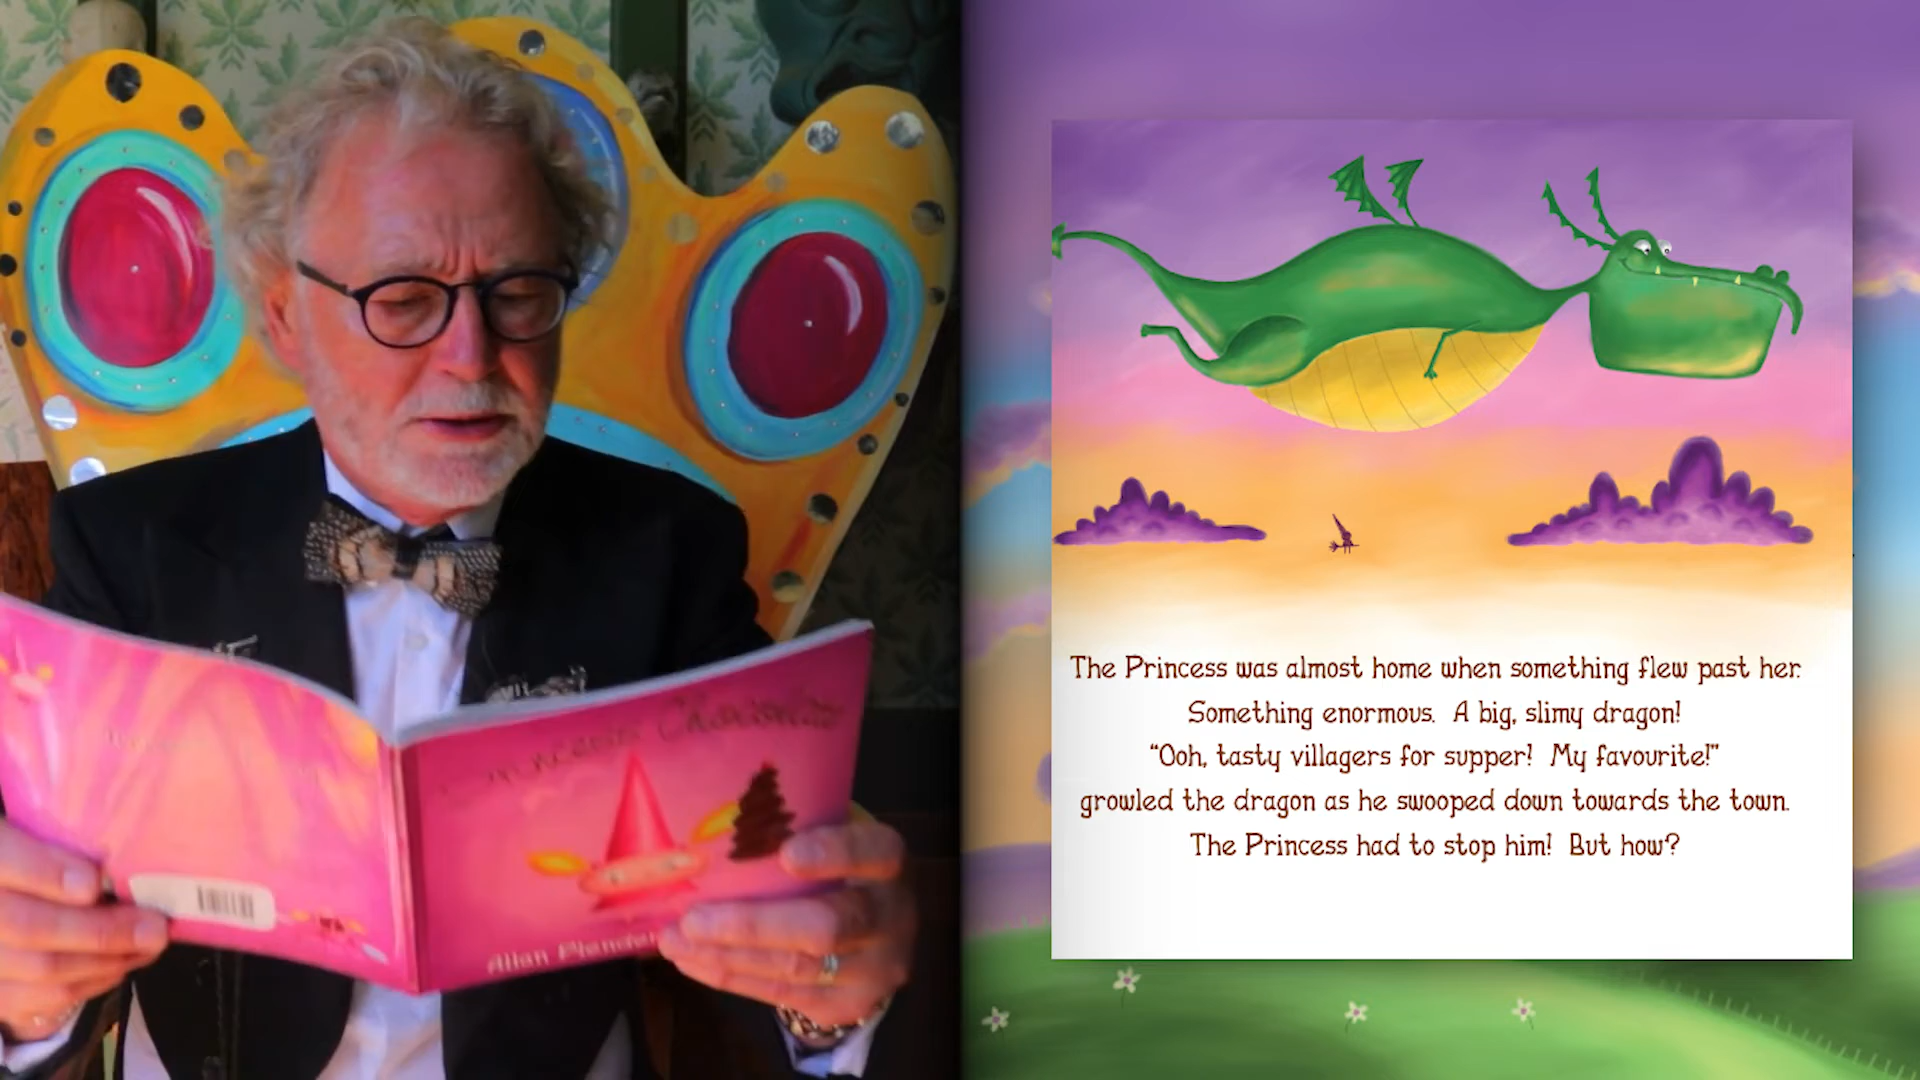 Allan Plender
The Princess was almost home when something flew past her.
Something enormous. A big, slimy dragon!
“Ooh, tasty villagers for supper! My favourite!”
growled the dragon as he swooped down towards the town.
The Princess had to stop him! But how?